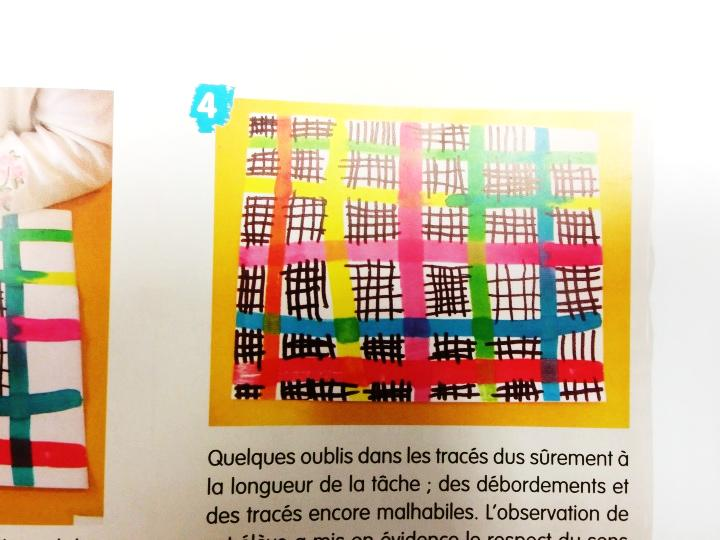 4
Quelques oublis dans les tracés dus sûrement à
la longueur de la tâche ; des débordements et
des tracés encore malhabiles. L'observation de